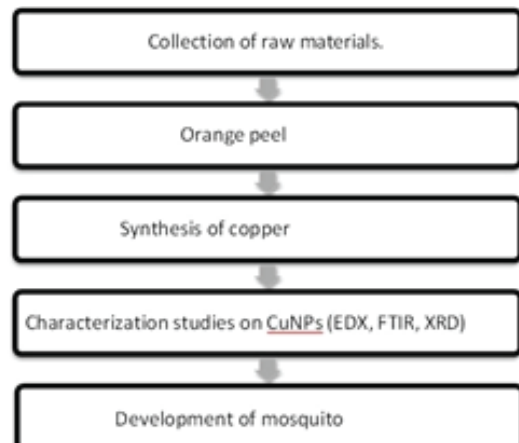 Collection of raw materials.
Orange peel
Synthesis of copper
Characterization studies on CuNPs (EDX, FTIR, XRD)
Development of mosquito